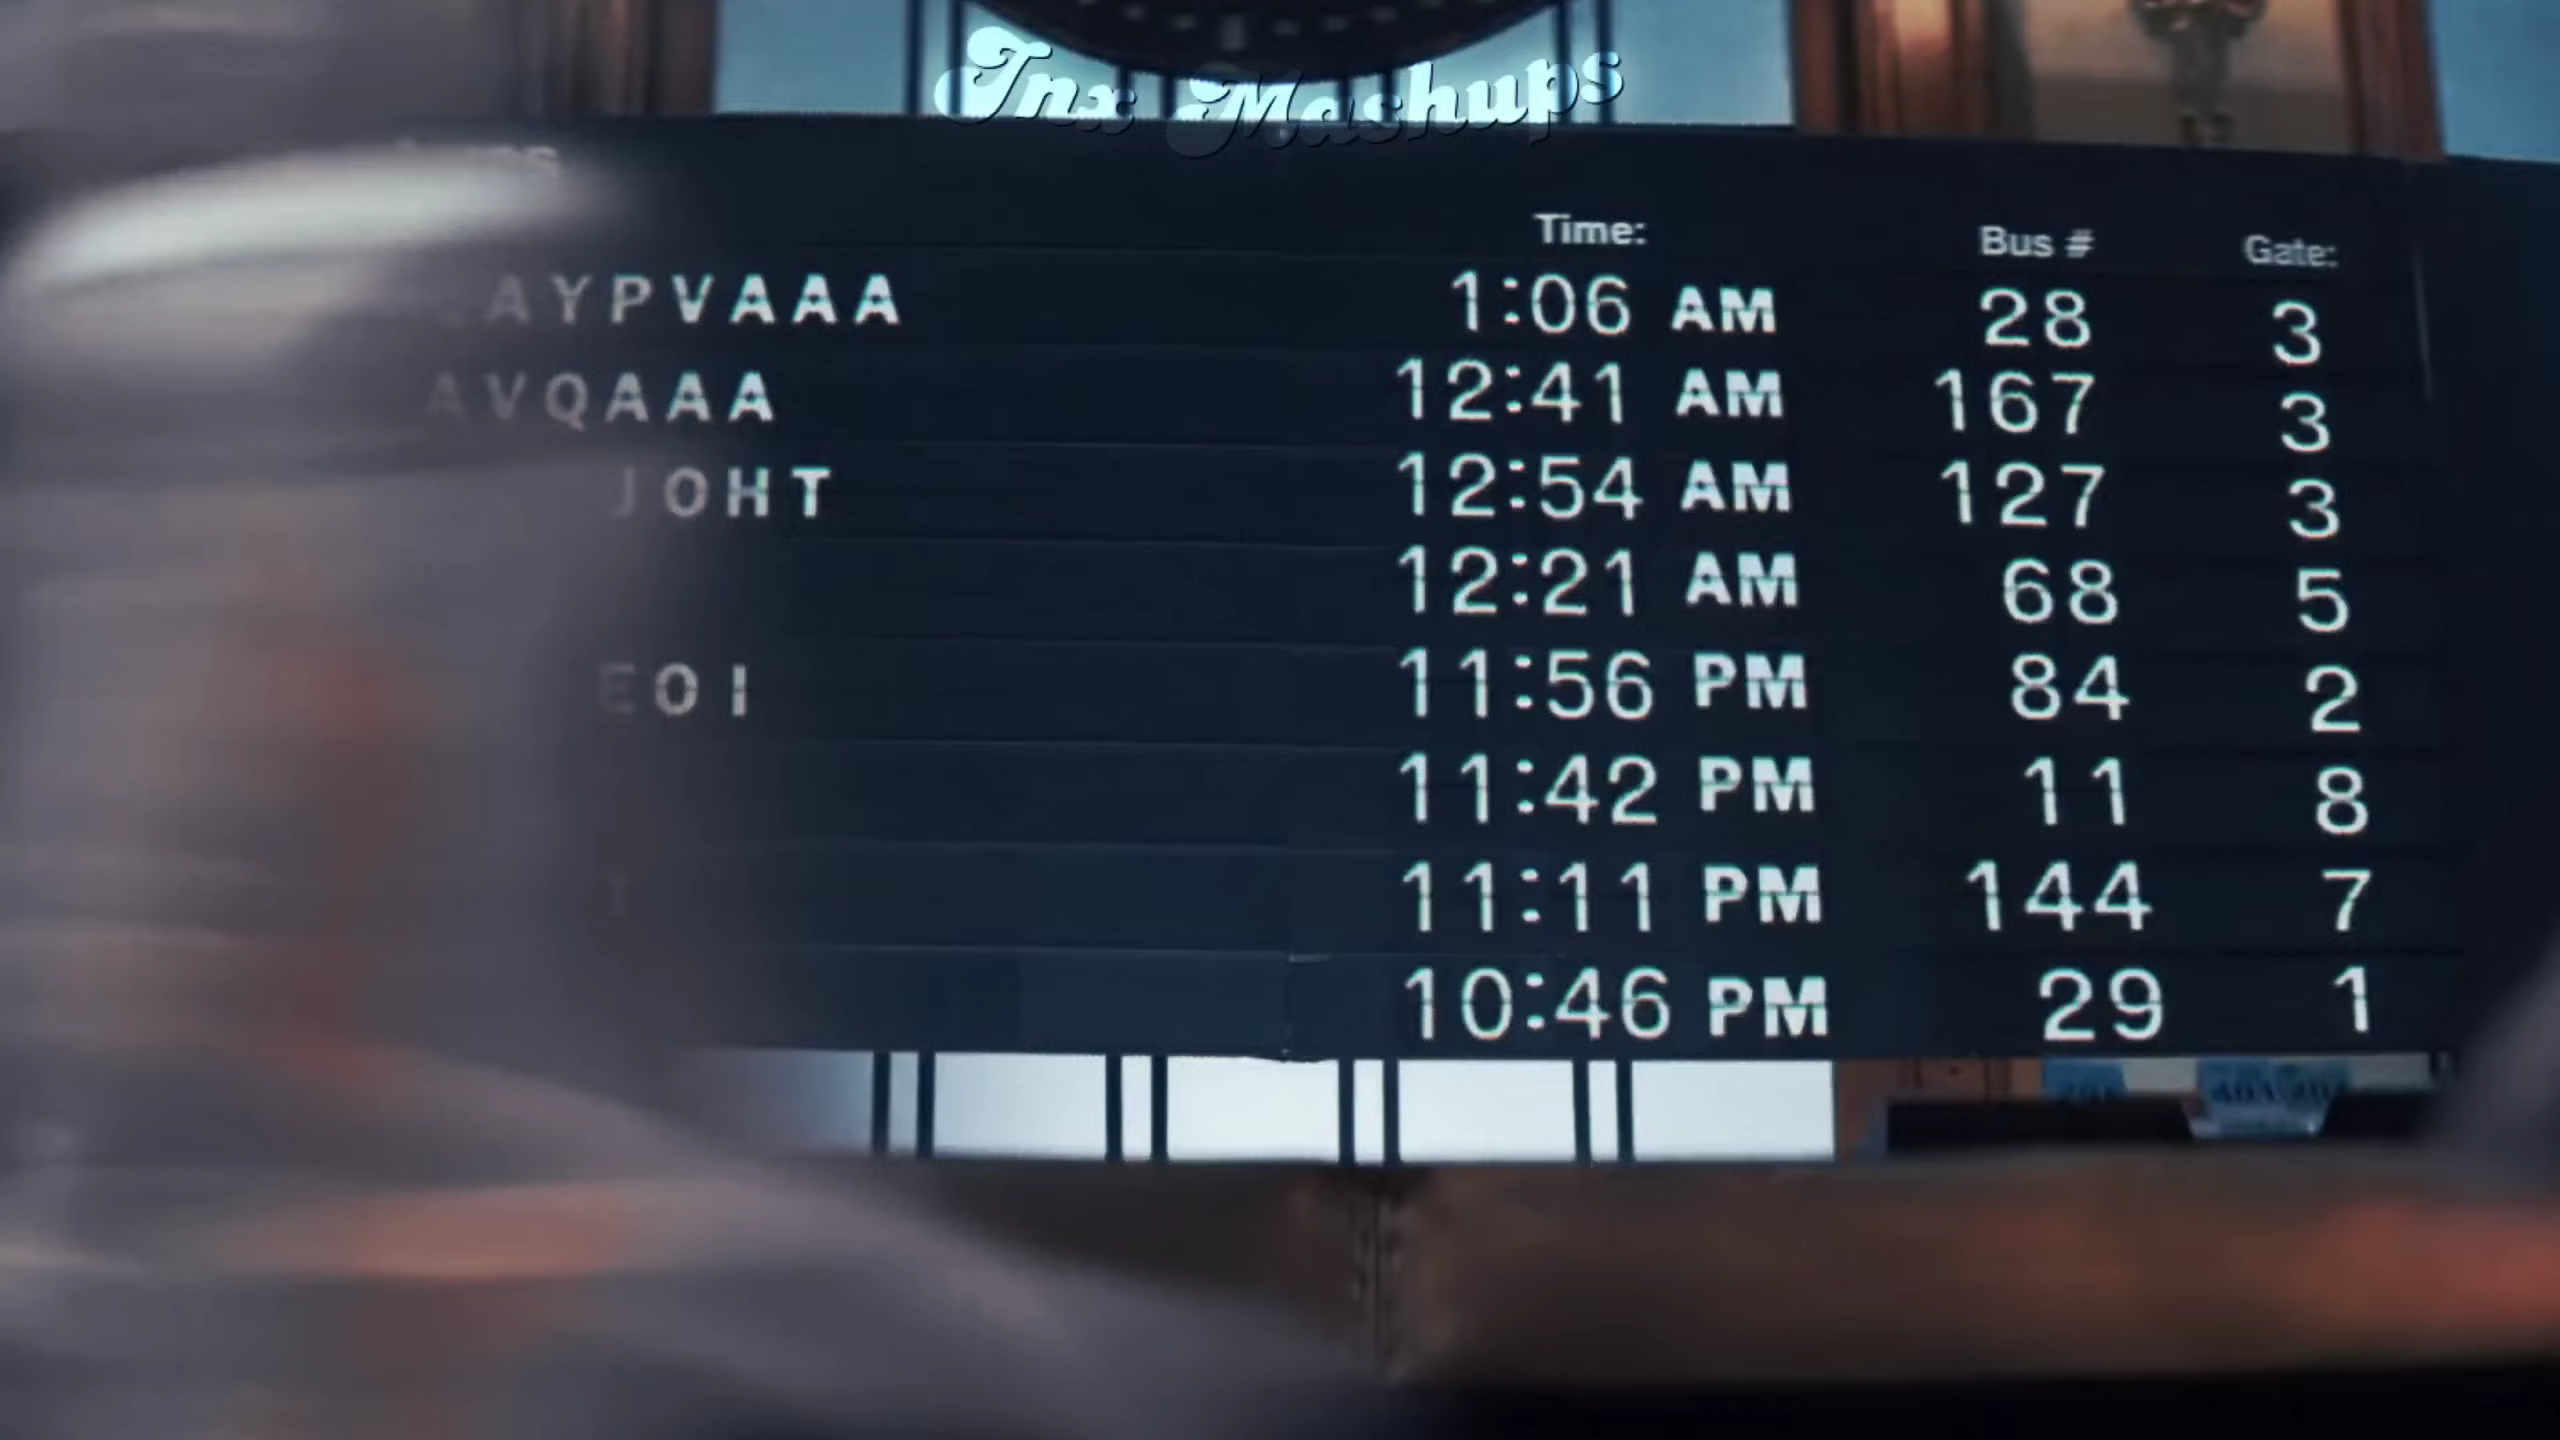 Jnx Mashups
Time: Bus # Gate:
AYPVAAA 1:06 AM 28 3
AVQAAA 12:41 AM 167 3
JOHT 12:54 AM 127 3
12:21 AM 68 5
EOI 11:56 PM 84 2
11:42 PM 11 8
11:11 PM 144 7
10:46 PM 29 1